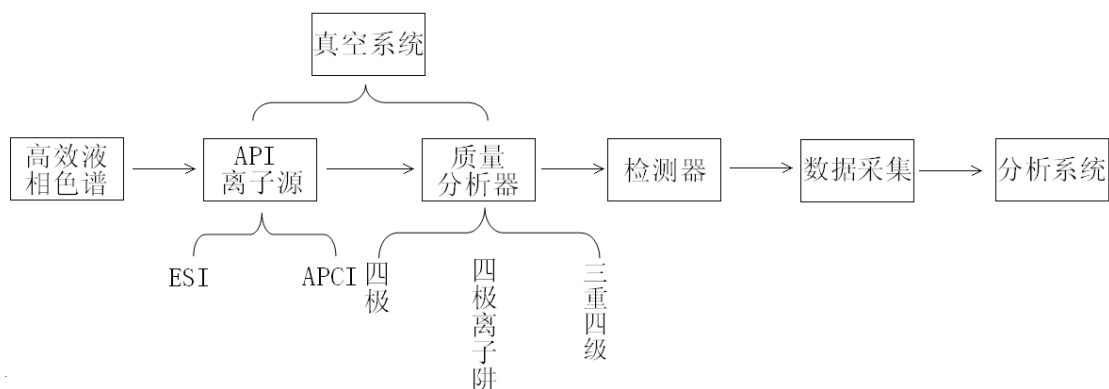 真空系统
高效液
相色谱
API
离子源
质量
分析器
检测器
数据采集
分析系统
ESI
APCI
四极
四极离子阱
三重四级